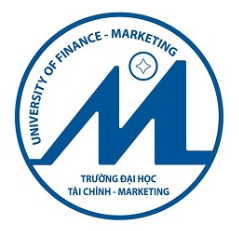 UNIVERSITY OF FINANCE - MARKETING
TRƯỜNG ĐẠI HỌC
TÀI CHÍNH - MARKETING